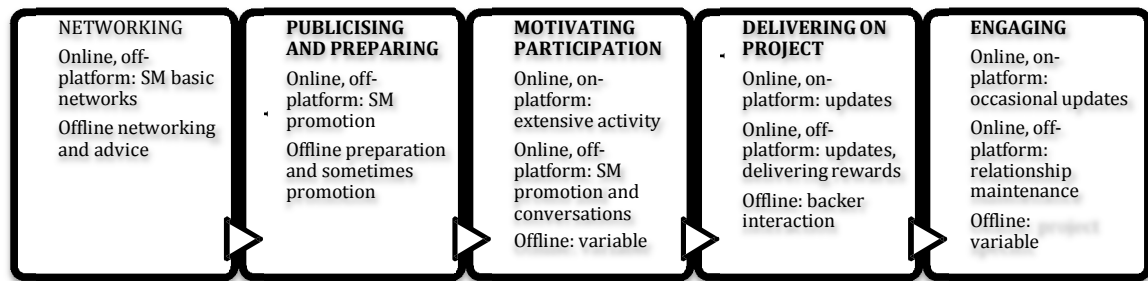 NETWORKING
Online, off-
platform: SM basic
networks
Offline networking
and advice
PUBLICISING
AND PREPARING
Online, off-
platform: SM
promotion
Offline preparation
and sometimes
promotion
MOTIVATING
PARTICIPATION
Online, on-
platform:
extensive activity
Online, off-
platform: SM
promotion and
conversations
Offline: variable
DELIVERING ON
PROJECT
Online, on-
platform: updates
Online, off-
platform: updates,
delivering rewards
Offline: backer
interaction
ENGAGING
Online, on-
platform:
occasional updates
Online, off-
platform:
relationship
maintenance
Offline: project
variable